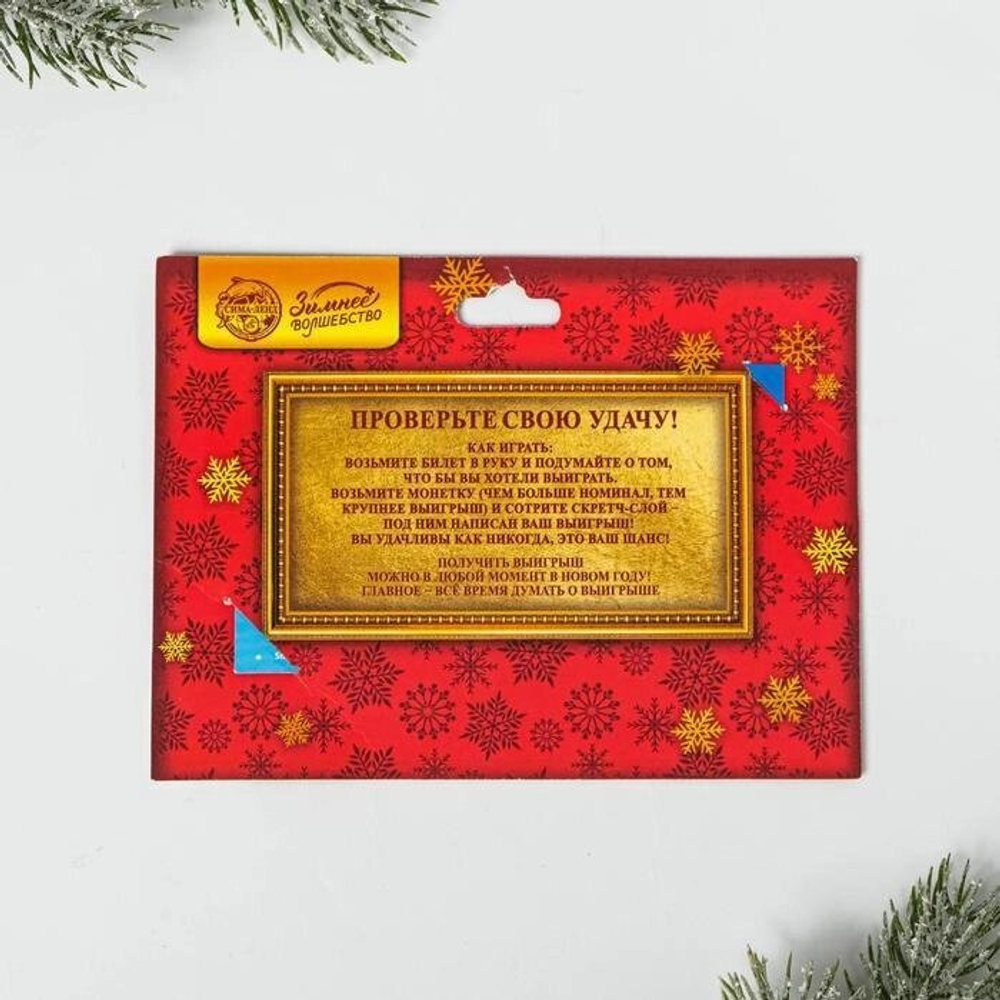 СИМА-ЛЕНД
Зимнее
ВОЛШЕБСТВО
ПРОВЕРЬТЕ СВОЮ УДАЧУ!
КАК ИГРАТЬ:
ВОЗЬМИТЕ БИЛЕТ В РУКУ И ПОДУМАЙТЕ О ТОМ,
ЧТО БЫ ВЫ ХОТЕЛИ ВЫИГРАТЬ.
ВОЗЬМИТЕ МОНЕТКУ (ЧЕМ БОЛЬШЕ НОМИНАЛ, ТЕМ
КРУПНЕЕ ВЫИГРЫШ) И СОТРИТЕ СКРЕТЧ-СЛОЙ –
ПОД НИМ НАПИСАН ВАШ ВЫИГРЫШ!
ВЫ УДАЧЛИВЫ КАК НИКОГДА, ЭТО ВАШ ШАНС!
ПОЛУЧИТЬ ВЫИГРЫШ
МОЖНО В ЛЮБОЙ МОМЕНТ В НОВОМ ГОДУ!
ГЛАВНОЕ – ВСЁ ВРЕМЯ ДУМАТЬ О ВЫИГРЫШЕ